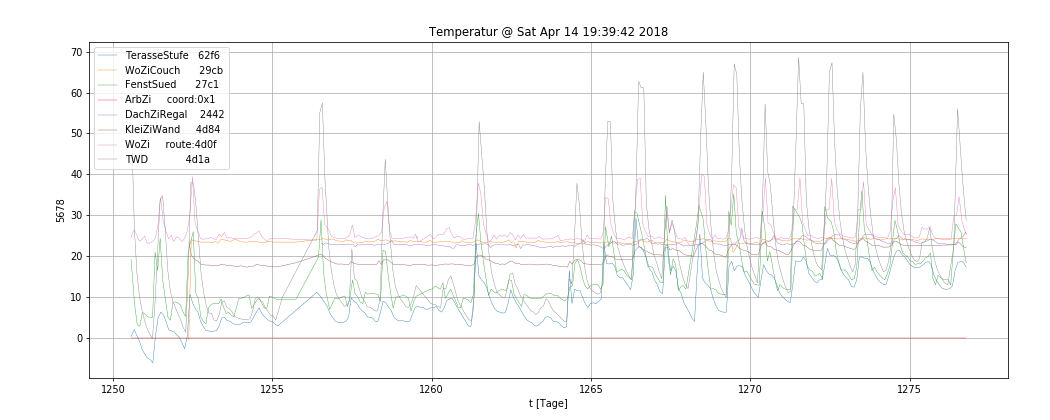 Temperatur @ Sat Apr 14 19:39:42 2018
70
60
50
40
30
20
10
0
5678
TerasseStufe 62f6
WoZiCouch 29cb
FenstSued 27c1
ArbZi coord:0x1
DachZiRegal 2442
KleiZiWand 4d84
WoZi route:4d0f
TWD 4d1a
1250 1255 1260 1265 1270 1275
t [Tage]